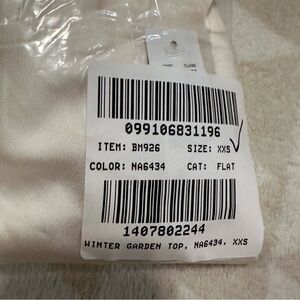 099106831196
ITEM: BM926 SIZE: XXS
COLOR: NA6434 CAT: FLAT
1407802244
WINTER GARDEN TOP, NA6434, XXS